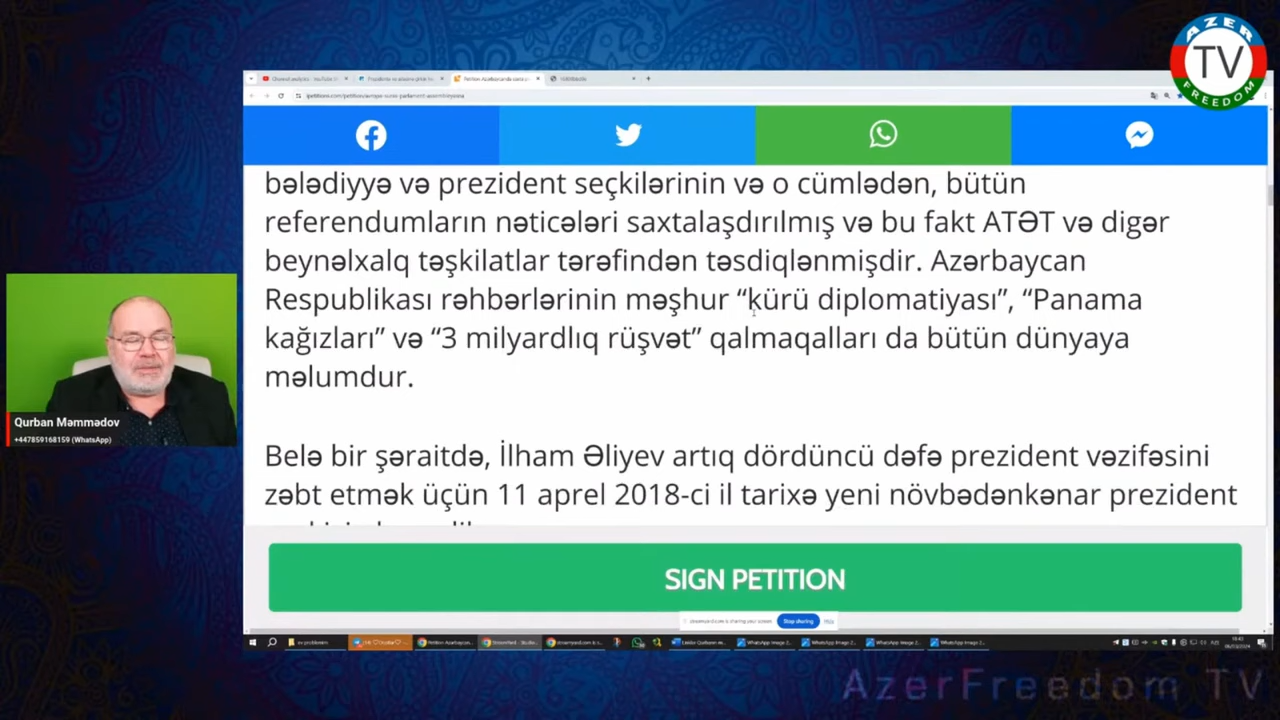 AZER
TV
FREEDOM
bələdiyyə və prezident seçkilərinin və o cümlədən, bütün
referendumların nəticələri saxtalaşdırılmış və bu fakt ATƏT və digər
beynəlxalq təşkilatlar tərəfindən təsdiqlənmişdir. Azərbaycan
Respublikası rəhbərlərinin məşhur “kürü diplomatiyası”, “Panama
kağızları” və “3 milyardlıq rüşvət” qalmaqalları da bütün dünyaya
məlumdur.
Belə bir şəraitdə, İlham Əliyev artıq dördüncü dəfə prezident vəzifəsini
zəbt etmək üçün 11 aprel 2018-ci il tarixə yeni növbədənkənar prezident
SIGN PETITION
Qurban Məmmədov
+447859168159 (WhatsApp)
Stop sharing
Hide
AzerFreedom TV